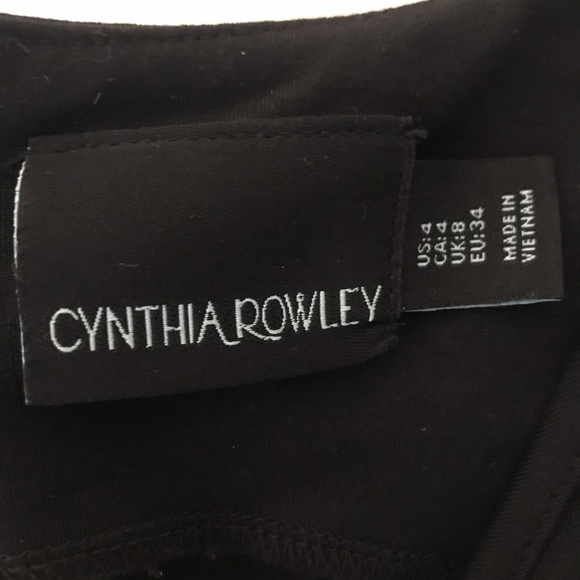 CYNTHIA ROWLEY
US:4
CA:4
UK:8
EU:34
MADE IN
VIETNAM